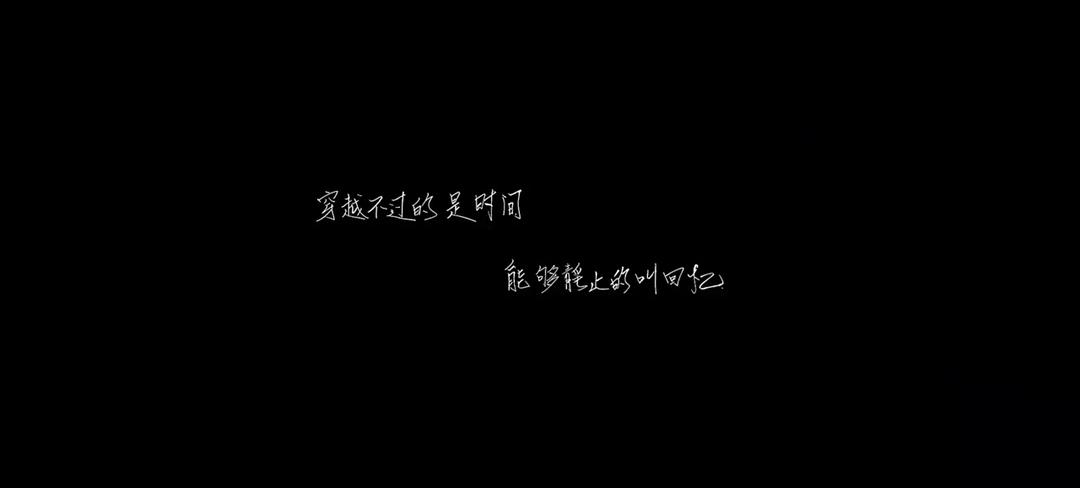 穿越不过的是时间
能够静止的叫回忆